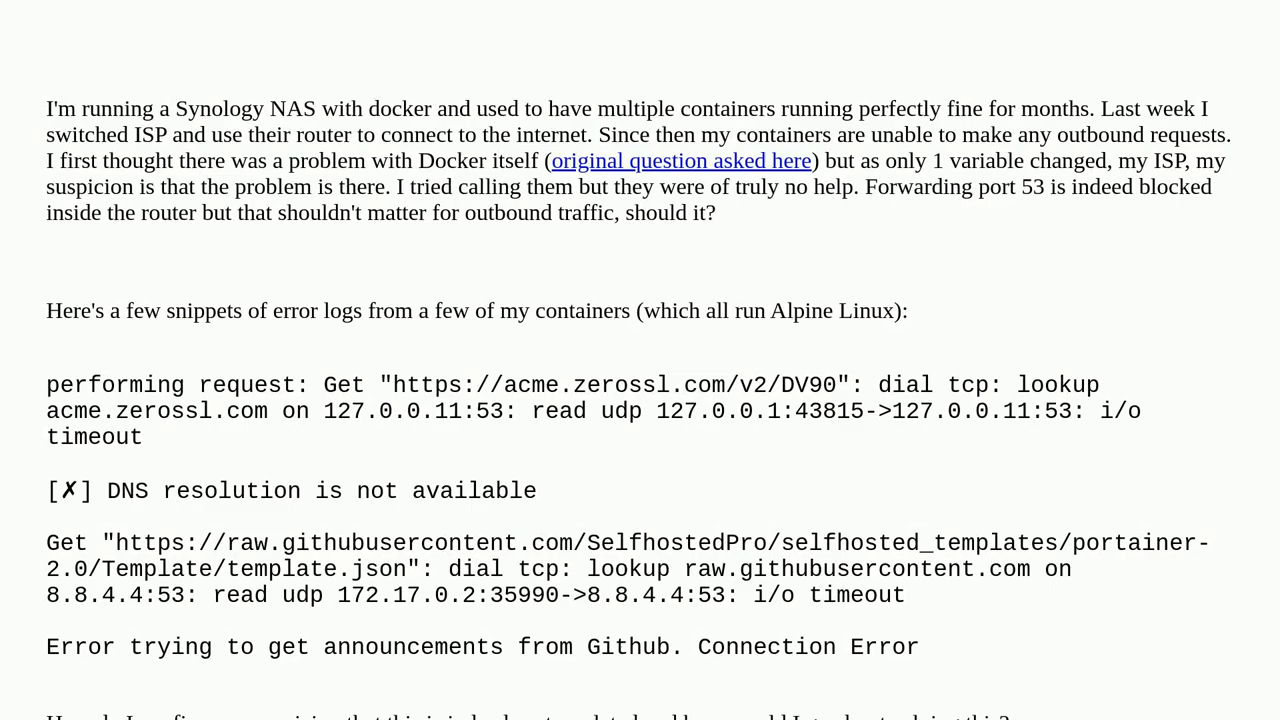 I'm running a Synology NAS with docker and used to have multiple containers running perfectly fine for months. Last week I
switched ISP and use their router to connect to the internet. Since then my containers are unable to make any outbound requests.
I first thought there was a problem with Docker itself (original question asked here) but as only 1 variable changed, my ISP, my
suspicion is that the problem is there. I tried calling them but they were of truly no help. Forwarding port 53 is indeed blocked
inside the router but that shouldn't matter for outbound traffic, should it?
Here's a few snippets of error logs from a few of my containers (which all run Alpine Linux):
performing request: Get "https://acme.zerossl.com/v2/DV90": dial tcp: lookup
acme.zerossl.com on 127.0.0.11:53: read udp 127.0.0.1:43815->127.0.0.11:53: i/o
timeout
[✗] DNS resolution is not available
Get "https://raw.githubusercontent.com/SelfhostedPro/selfhosted_templates/portainer-
2.0/Template/template.json": dial tcp: lookup raw.githubusercontent.com on
8.8.4.4:53: read udp 172.17.0.2:35990->8.8.4.4:53: i/o timeout
Error trying to get announcements from Github. Connection Error